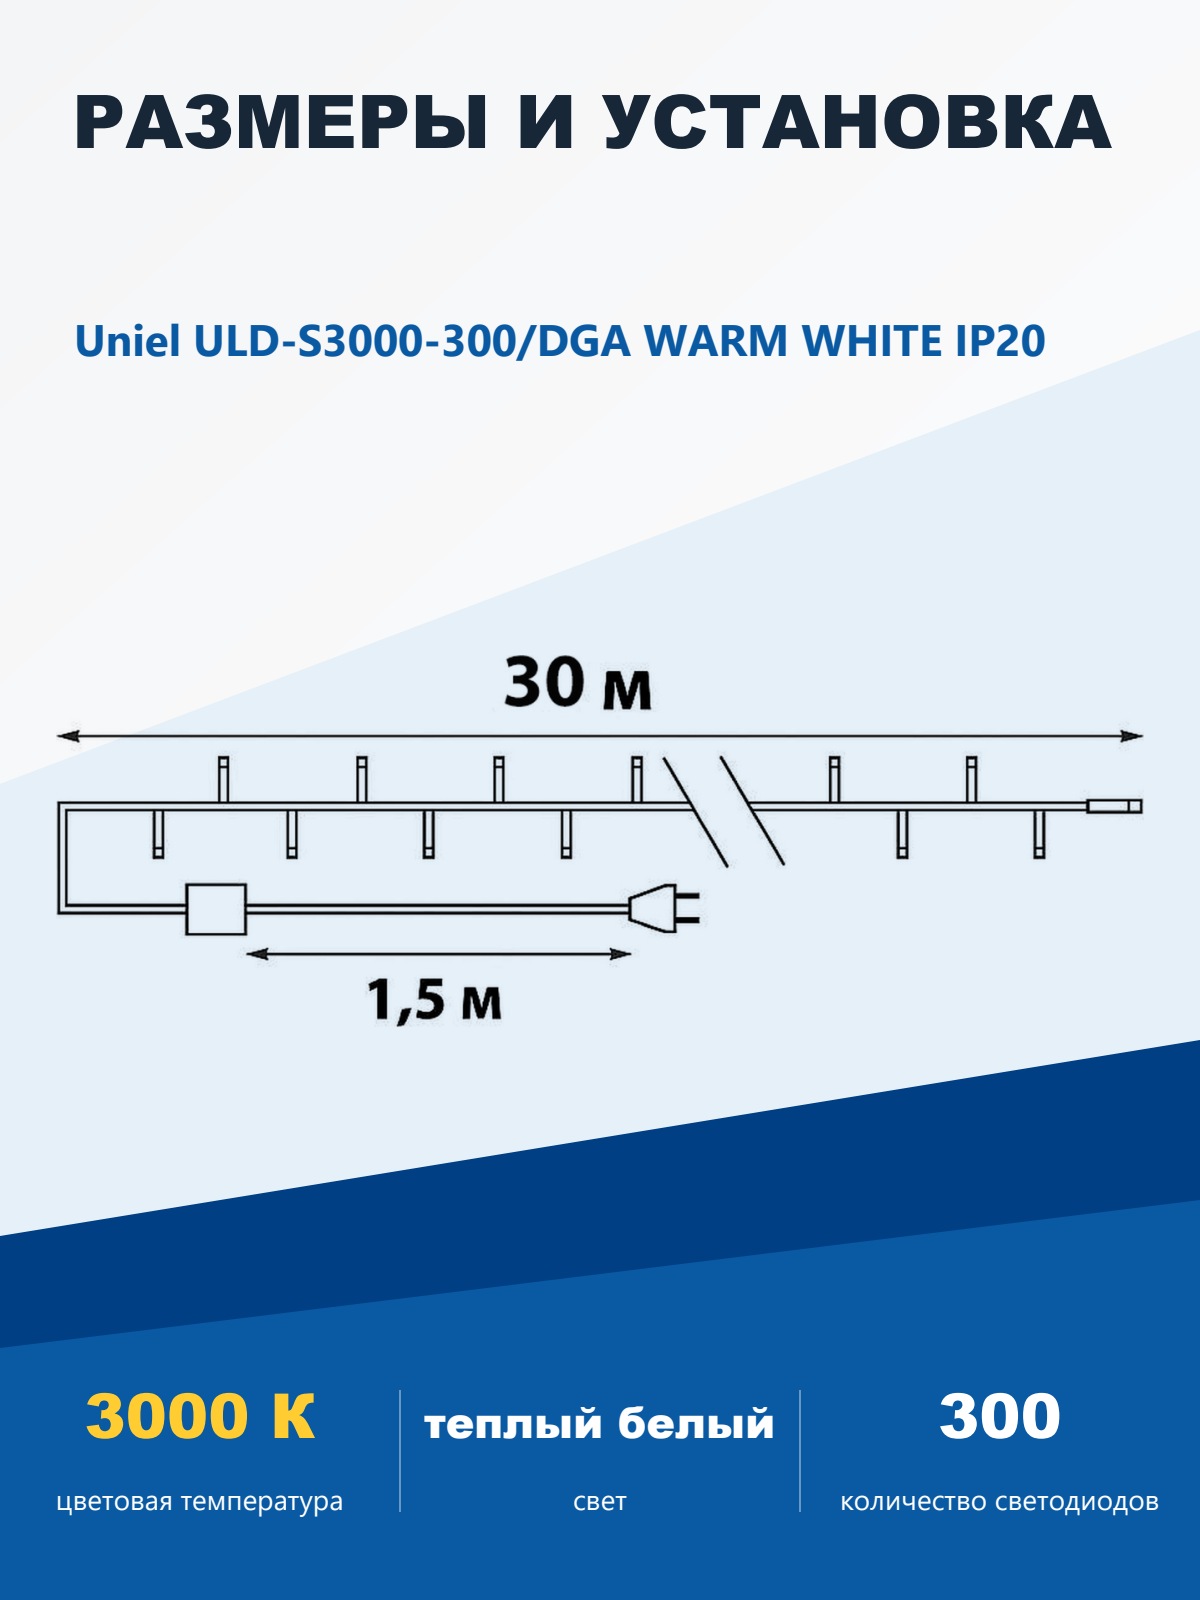 РАЗМЕРЫ И УСТАНОВКА
Uniel ULD-S3000-300/DGA WARM WHITE IP20
30 м
1,5 м
3000 К
цветовая температура
теплый белый
свет
300
количество светодиодов